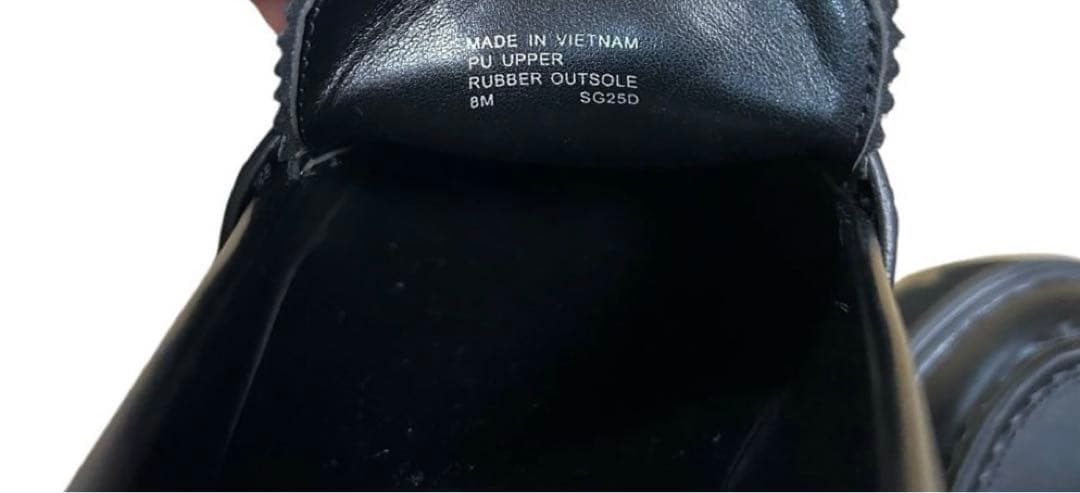 MADE IN VIETNAM
PU UPPER
RUBBER OUTSOLE
8M SG25D